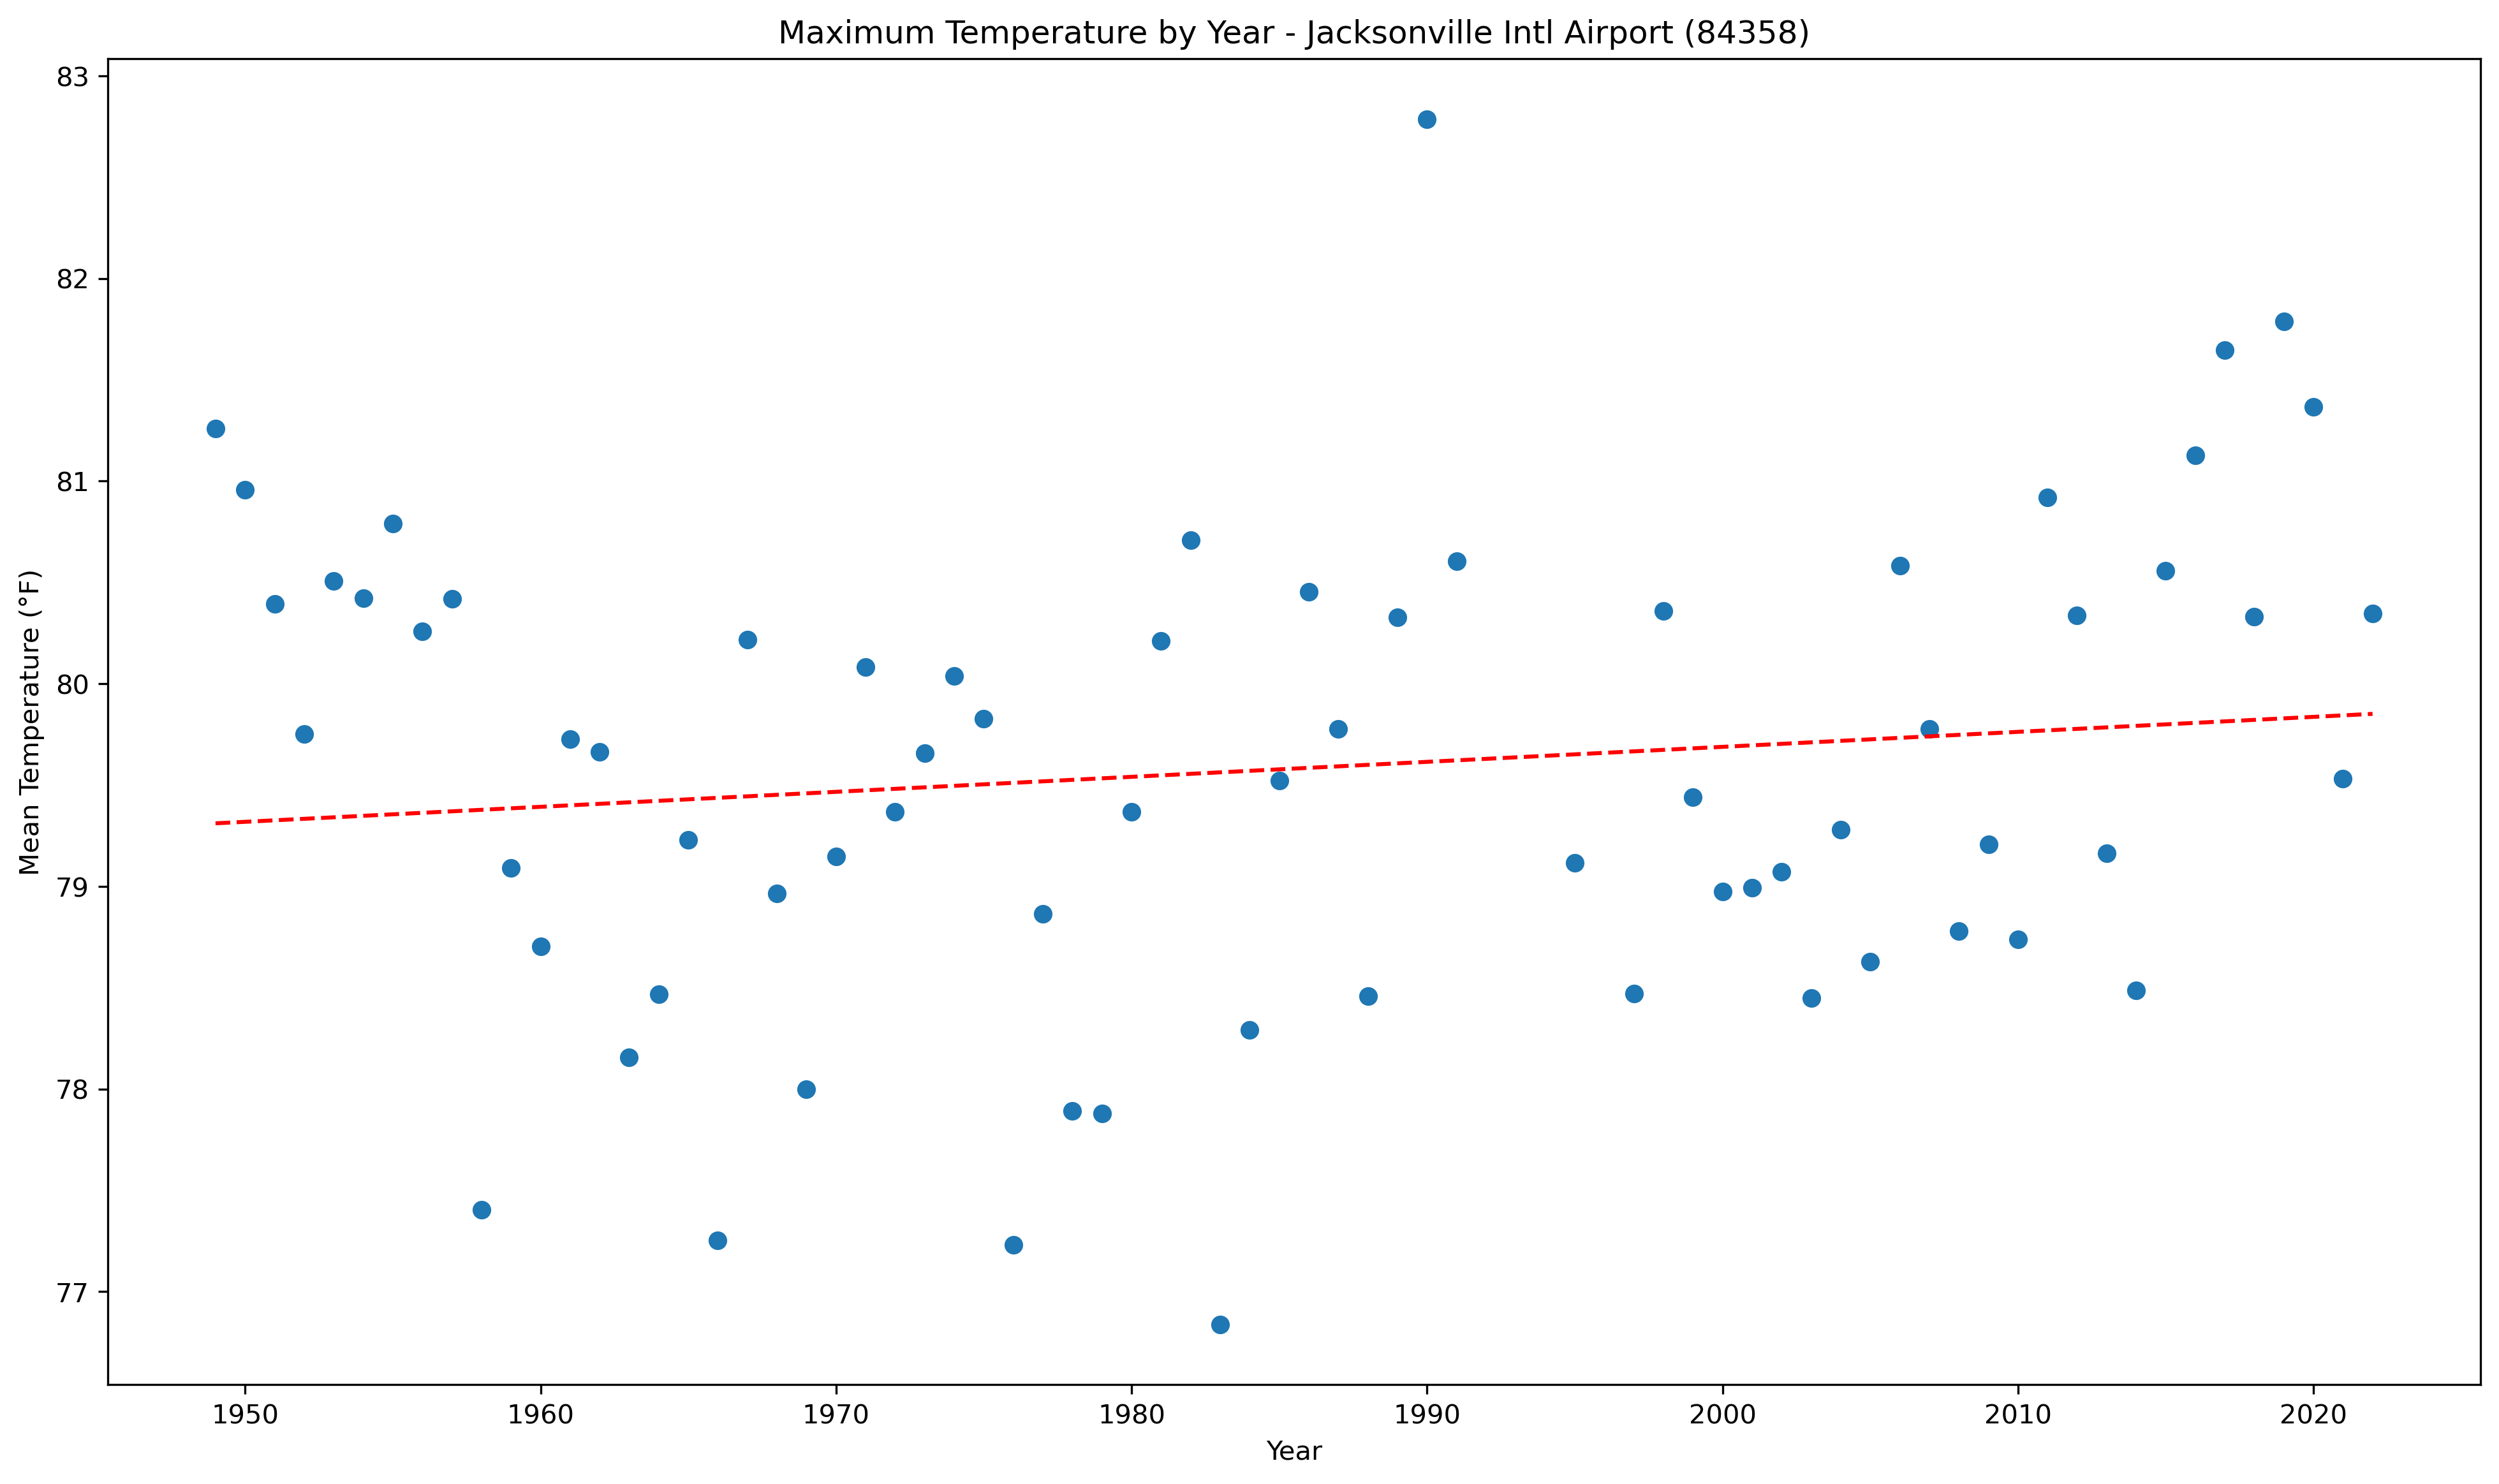 Maximum Temperature by Year - Jacksonville Intl Airport (84358)
83
82
81
80
79
78
77
Mean Temperature (°F)
1950 1960 1970 1980 1990 2000 2010 2020
Year